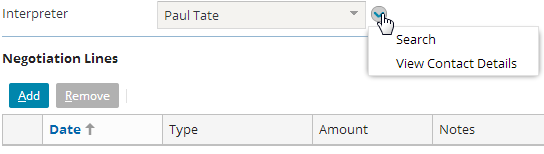 Interpreter Paul Tate
Search
View Contact Details
Negotiation Lines
Add Remove
Date Type Amount Notes